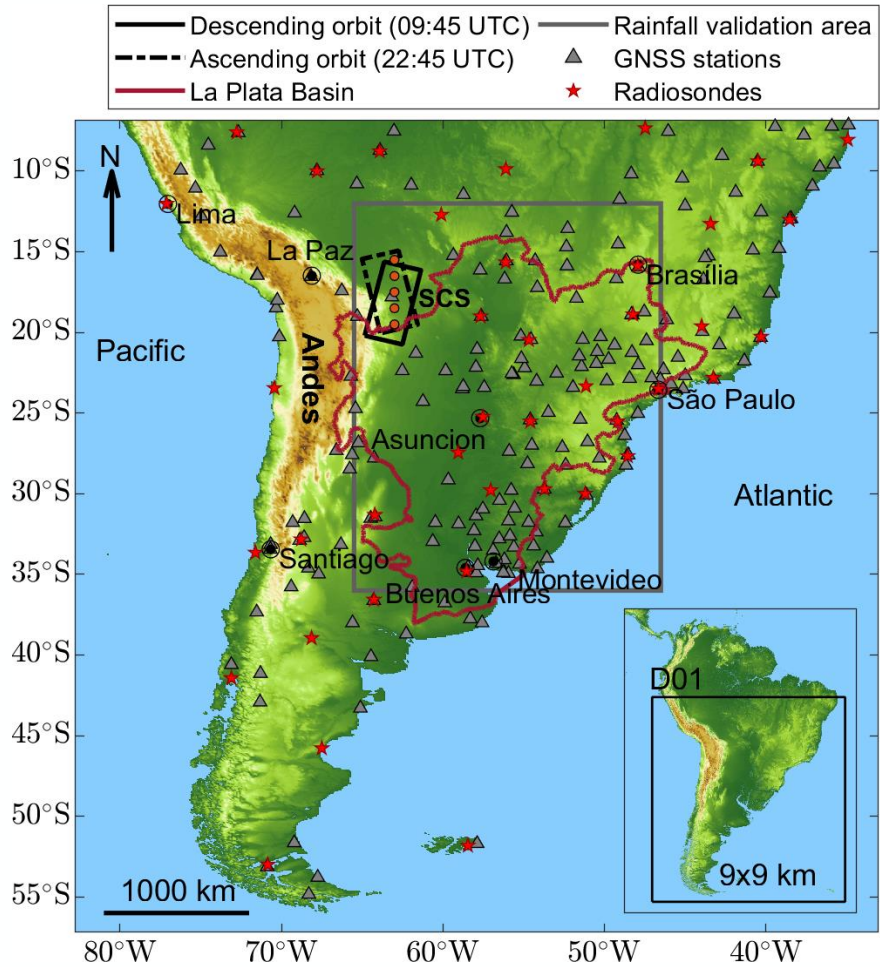 Descending orbit (09:45 UTC)
Rainfall validation area
Ascending orbit (22:45 UTC)
GNSS stations
La Plata Basin
Radiosondes
10°S
15°S
20°S
25°S
30°S
35°S
40°S
45°S
50°S
55°S
N
Lima
La Paz
Brasília
SCS
Pacific
Andes
São Paulo
Asuncion
Atlantic
Santiago
Montevideo
Buenos Aires
D01
9x9 km
1000 km
80°W
70°W
60°W
50°W
40°W